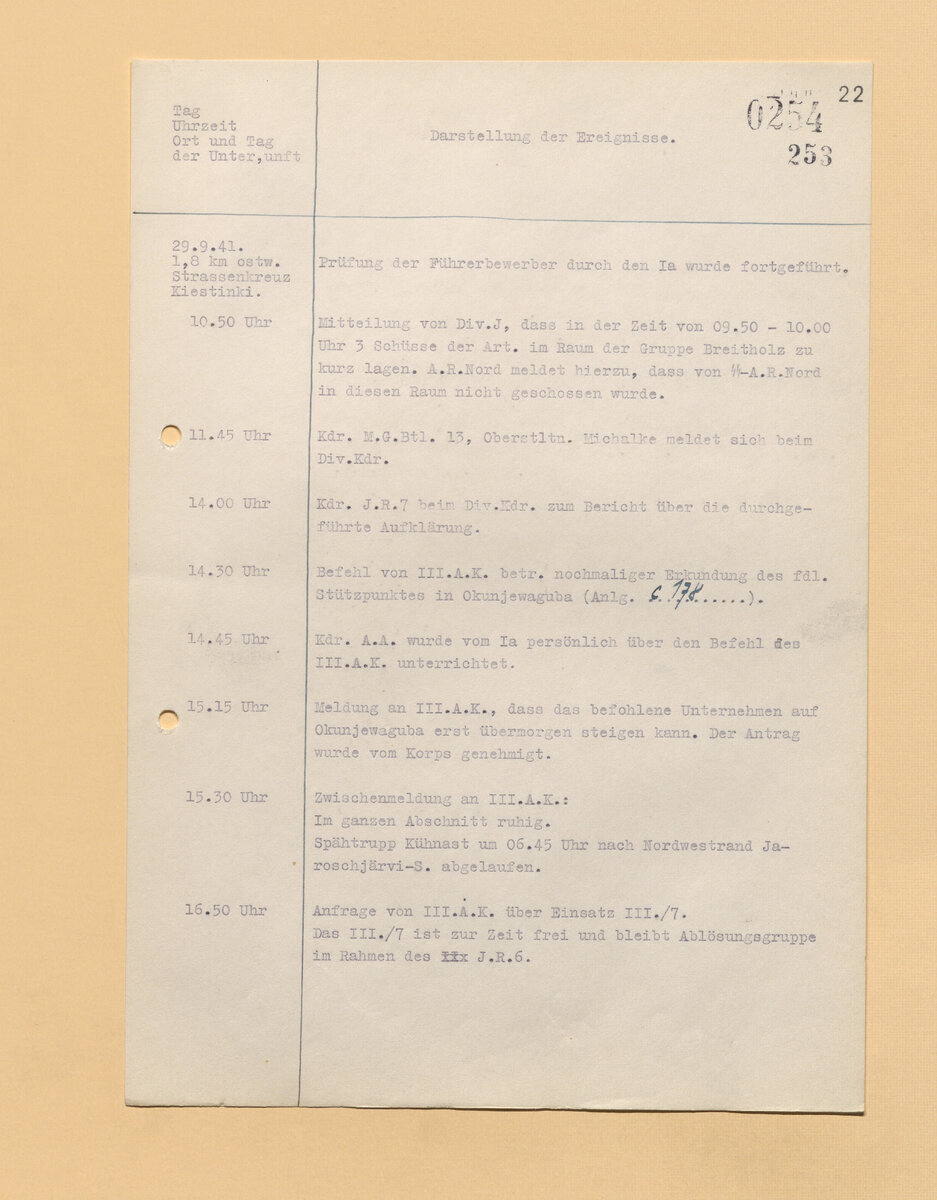 22
0254
253
Tag
Uhrzeit
Ort und Tag
der Unter,unft
Darstellung der Ereignisse.
29.9.41.
1,8 km ostw.
Strassenkreuz
Kiestinki.
Prüfung der Führerbewerber durch den Ia wurde fortgeführt.
10.50 Uhr
Mitteilung von Div.J, dass in der Zeit von 09.50 - 10.00
Uhr 3 Schüsse der Art. im Raum der Gruppe Breitholz zu
kurz lagen. A.R.Nord meldet hierzu, dass von ᛋᛋ-A.R.Nord
in diesen Raum nicht geschossen wurde.
11.45 Uhr
Kdr. M.G.Btl. 13, Oberstltn. Michalke meldet sich beim
Div.Kdr.
14.00 Uhr
Kdr. J.R.7 beim Div.Kdr. zum Bericht über die durchge-
führte Aufklärung.
14.30 Uhr
Befehl von III.A.K. betr. nochmaliger Erkundung des fdl.
Stützpunktes in Okunjewaguba (Anlg. 178......).
14.45 Uhr
Kdr. A.A. wurde vom Ia persönlich über den Befehl des
III.A.K. unterrichtet.
15.15 Uhr
Meldung an III.A.K., dass das befohlene Unternehmen auf
Okunjewaguba erst übermorgen steigen kann. Der Antrag
wurde vom Korps genehmigt.
15.30 Uhr
Zwischenmeldung an III.A.K.:
Im ganzen Abschnitt ruhig.
Spähtrupp Kühnast um 06.45 Uhr nach Nordwestrand Ja-
roschjärvi-S. abgelaufen.
16.50 Uhr
Anfrage von III.A.K. über Einsatz III./7.
Das III./7 ist zur Zeit frei und bleibt Ablösungsgruppe
im Rahmen des J.R.6.